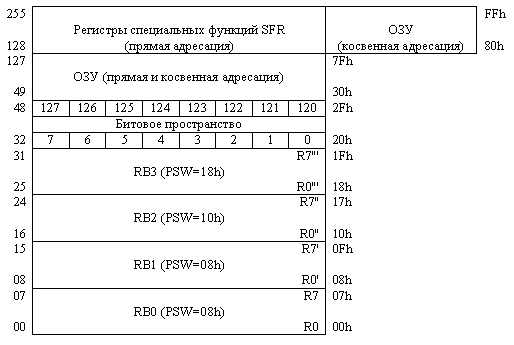 255 Регистры специальных функций SFR ОЗУ FFh
128 (прямая адресация) (косвенная адресация) 80h
127 7Fh
ОЗУ (прямая и косвенная адресация)
49 30h
48 127 126 125 124 123 122 121 120 2Fh
Битовое пространство
32 7 6 5 4 3 2 1 0 20h
31 R7''' 1Fh
RB3 (PSW=18h)
25 R0''' 18h
24 R7'' 17h
RB2 (PSW=10h)
16 R0'' 10h
15 R7' 0Fh
RB1 (PSW=08h)
08 R0' 08h
07 R7 07h
RB0 (PSW=08h)
00 R0 00h